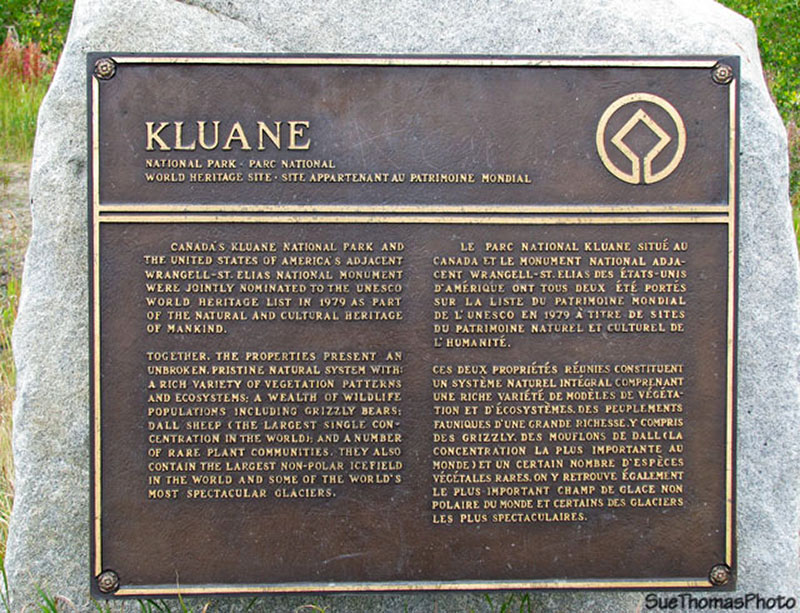 KLUANE
NATIONAL PARK · PARC NATIONAL
WORLD HERITAGE SITE · SITE APPARTENANT AU PATRIMOINE MONDIAL
CANADA'S KLUANE NATIONAL PARK AND
THE UNITED STATES OF AMERICA'S ADJACENT
WRANGELL-ST. ELIAS NATIONAL MONUMENT
WERE JOINTLY NOMINATED TO THE UNESCO
WORLD HERITAGE LIST IN 1979 AS PART
OF THE NATURAL AND CULTURAL HERITAGE
OF MANKIND.
TOGETHER, THE PROPERTIES PRESENT AN
UNBROKEN, PRISTINE NATURAL SYSTEM WITH:
A RICH VARIETY OF VEGETATION PATTERNS
AND ECOSYSTEMS; A WEALTH OF WILDLIFE
POPULATIONS INCLUDING GRIZZLY BEARS;
DALL SHEEP (THE LARGEST SINGLE CON-
CENTRATION IN THE WORLD); AND A NUMBER
OF RARE PLANT COMMUNITIES. THEY ALSO
CONTAIN THE LARGEST NON-POLAR ICEFIELD
IN THE WORLD AND SOME OF THE WORLD'S
MOST SPECTACULAR GLACIERS.
LE PARC NATIONAL KLUANE SITUÉ AU
CANADA ET LE MONUMENT NATIONAL ADJA-
CENT, WRANGELL-ST. ELIAS DES ÉTATS-UNIS
D'AMÉRIQUE ONT TOUS DEUX ÉTÉ PORTÉS
SUR LA LISTE DU PATRIMOINE MONDIAL
DE L'UNESCO EN 1979 À TITRE DE SITES
DU PATRIMOINE NATUREL ET CULTUREL DE
L'HUMANITÉ.
CES DEUX PROPRIÉTÉS RÉUNIES CONSTITUENT
UN SYSTÈME NATUREL INTÉGRAL COMPRENANT
UNE RICHE VARIÉTÉ DE MODÈLES DE VÉGÉTA-
TION ET D'ÉCOSYSTÈMES, DES PEUPLEMENTS
FAUNIQUES D'UNE GRANDE RICHESSE, Y COMPRIS
DES GRIZZLY, DES MOUFLONS DE DALL (LA
CONCENTRATION LA PLUS IMPORTANTE AU
MONDE) ET UN CERTAIN NOMBRE D'ESPÈCES
VÉGÉTALES RARES. ON Y RETROUVE ÉGALEMENT
LE PLUS IMPORTANT CHAMP DE GLACE NON
POLAIRE DU MONDE ET CERTAINS DES GLACIERS
LES PLUS SPECTACULAIRES.
SueThomasPhoto